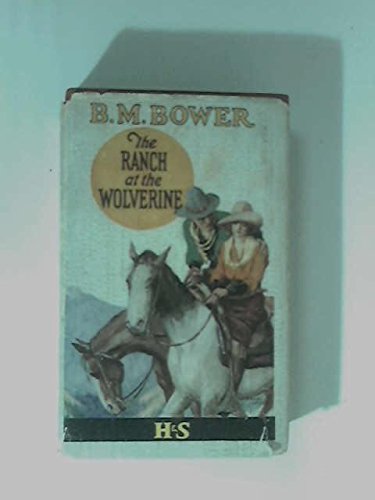 B.M.BOWER
The
RANCH
at the
WOLVERINE
H&S